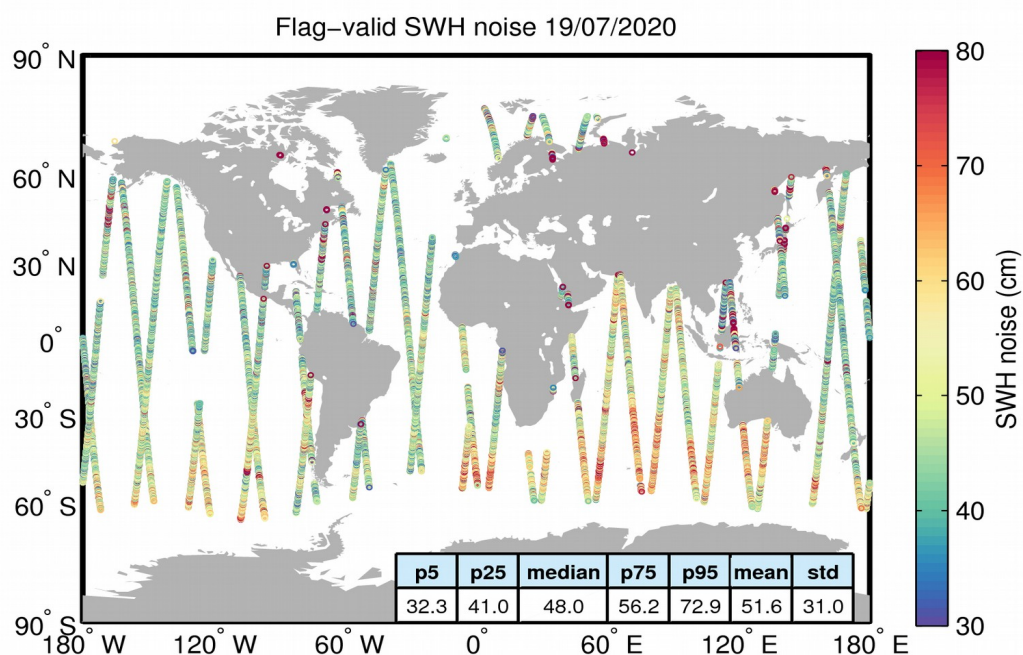 Flag−valid SWH noise 19/07/2020
90° N
60° N
30° N
0°
30° S
60° S
90° S
180° W
120° W
60° W
0°
60° E
120° E
180° E
80
70
60
50
40
30
SWH noise (cm)
p5 p25 median p75 p95 mean std
32.3 41.0 48.0 56.2 72.9 51.6 31.0